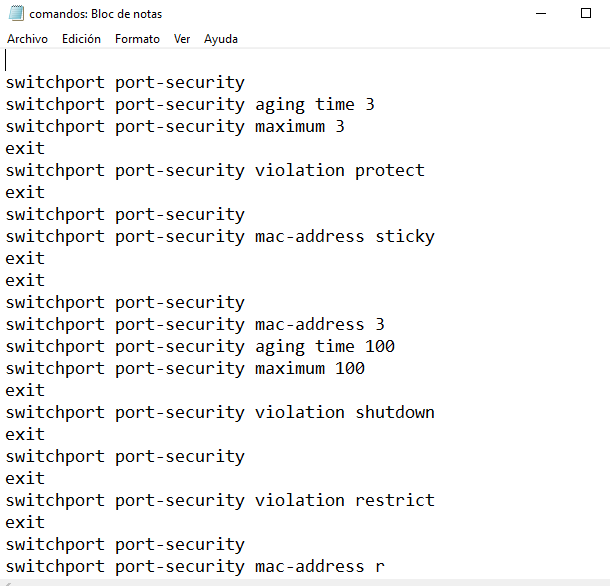 comandos: Bloc de notas
Archivo Edición Formato Ver Ayuda
switchport port-security
switchport port-security aging time 3
switchport port-security maximum 3
exit
switchport port-security violation protect
exit
switchport port-security
switchport port-security mac-address sticky
exit
exit
switchport port-security
switchport port-security mac-address 3
switchport port-security aging time 100
switchport port-security maximum 100
exit
switchport port-security violation shutdown
exit
switchport port-security
exit
switchport port-security violation restrict
exit
switchport port-security
switchport port-security mac-address r